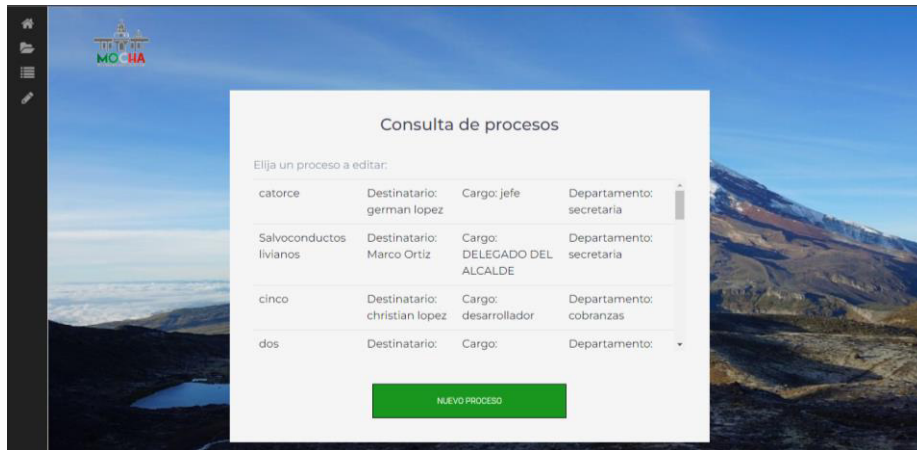 MOCHA
Consulta de procesos
Elija un proceso a editar:
catorce Destinatario: Cargo: jefe Departamento:
german lopez secretaria
Salvoconductos Destinatario: Cargo: Departamento:
livianos Marco Ortiz DELEGADO DEL secretaria
ALCALDE
cinco Destinatario: Cargo: Departamento:
christian lopez desarrollador cobranzas
dos Destinatario: Cargo: Departamento:
NUEVO PROCESO